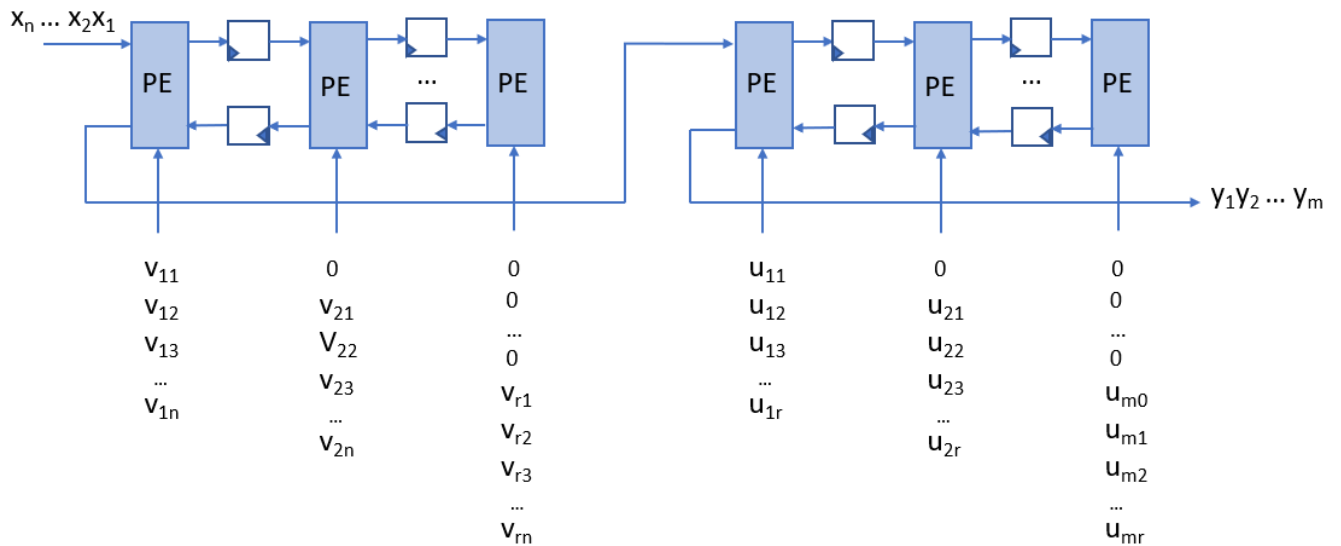 xₙ ... x₂x₁
PE PE ... PE PE PE ... PE
y₁y₂ ... yₘ
v₁₁ 0 0 u₁₁ 0 0
v₁₂ v₂₁ 0 u₁₂ u₂₁ 0
v₁₃ V₂₂ ... u₁₃ u₂₂ ...
... v₂₃ 0 ... u₂₃ 0
v₁ₙ ... vᵣ₁ u₁ᵣ ... uₘ₀
v₂ₙ vᵣ₂ u₂ᵣ uₘ₁
vᵣ₃ uₘ₂
... ...
vᵣₙ uₘᵣ